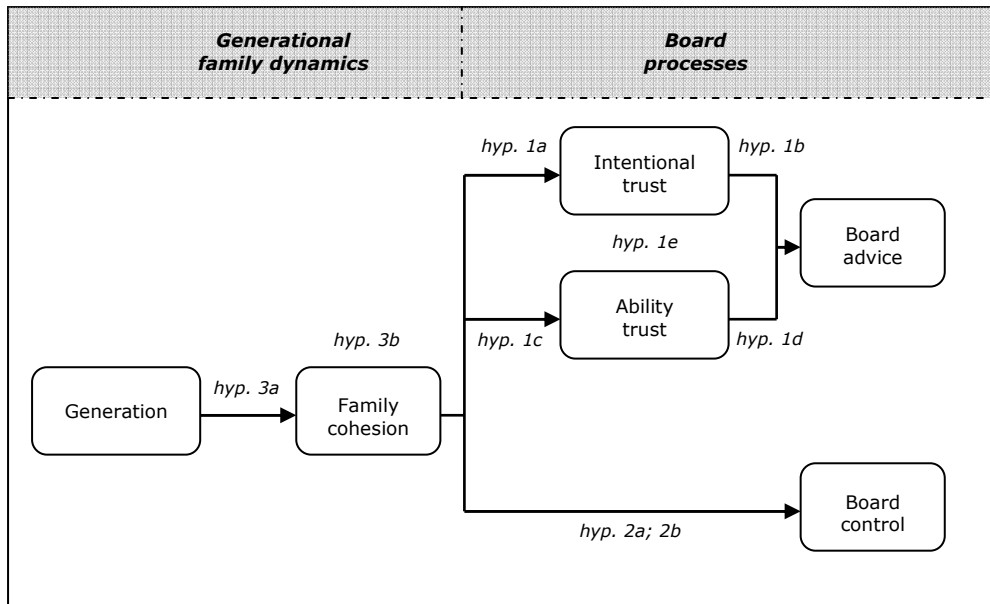 Generational
family dynamics
Board
processes
hyp. 1a
Intentional
trust
hyp. 1b
hyp. 1e
Board
advice
Ability
trust
hyp. 1c
hyp. 1d
hyp. 3b
hyp. 3a
Generation
Family
cohesion
Board
control
hyp. 2a; 2b